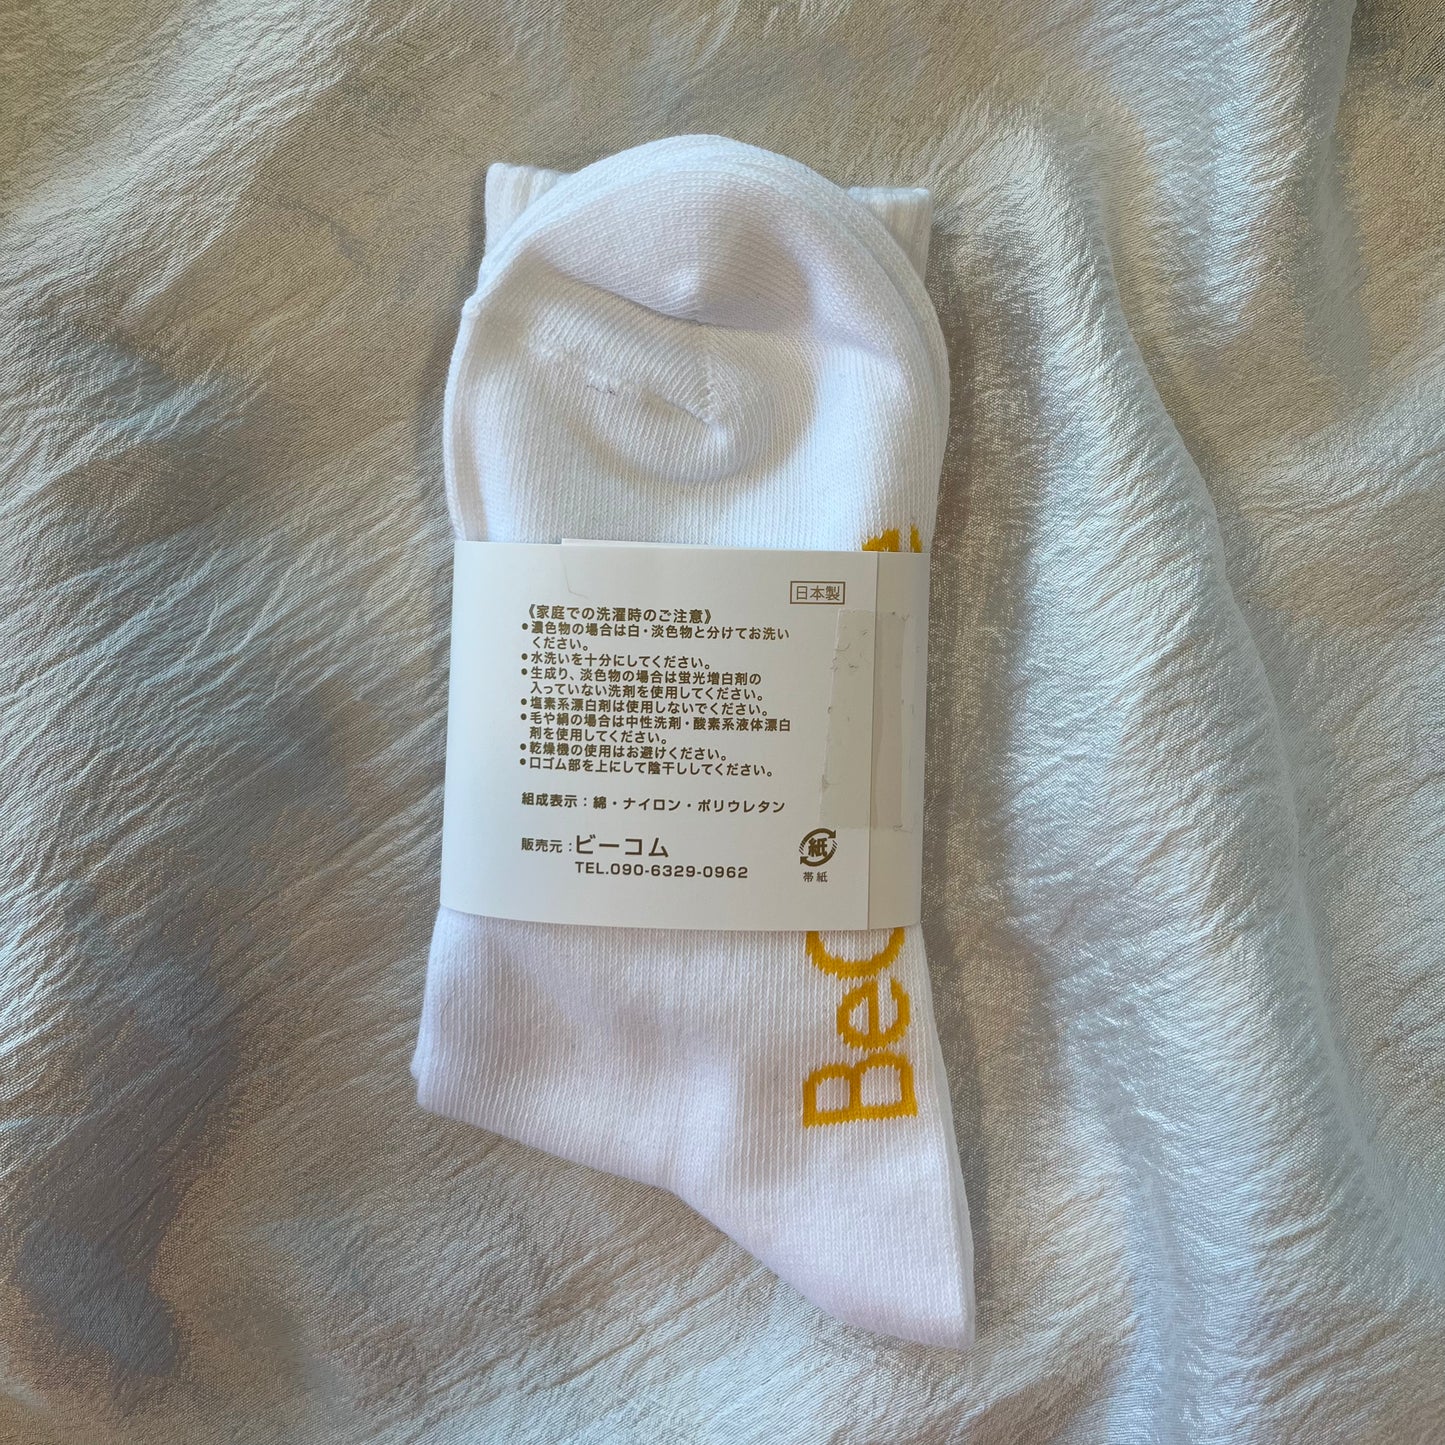 日本製
《家庭での洗濯時のご注意》
•濃色物の場合は白・淡色物と分けてお洗い
ください。
•水洗いを十分にしてください。
•生成り、淡色物の場合は蛍光増白剤の
入っていない洗剤を使用してください。
•塩素系漂白剤は使用しないでください。
•毛や絹の場合は中性洗剤・酸素系液体漂白
剤を使用してください。
•乾燥機の使用はお避けください。
•口ゴム部を上にして陰干ししてください。
組成表示：綿・ナイロン・ポリウレタン
販売元：ビーコム
TEL.090-6329-0962
紙
帯紙
Be